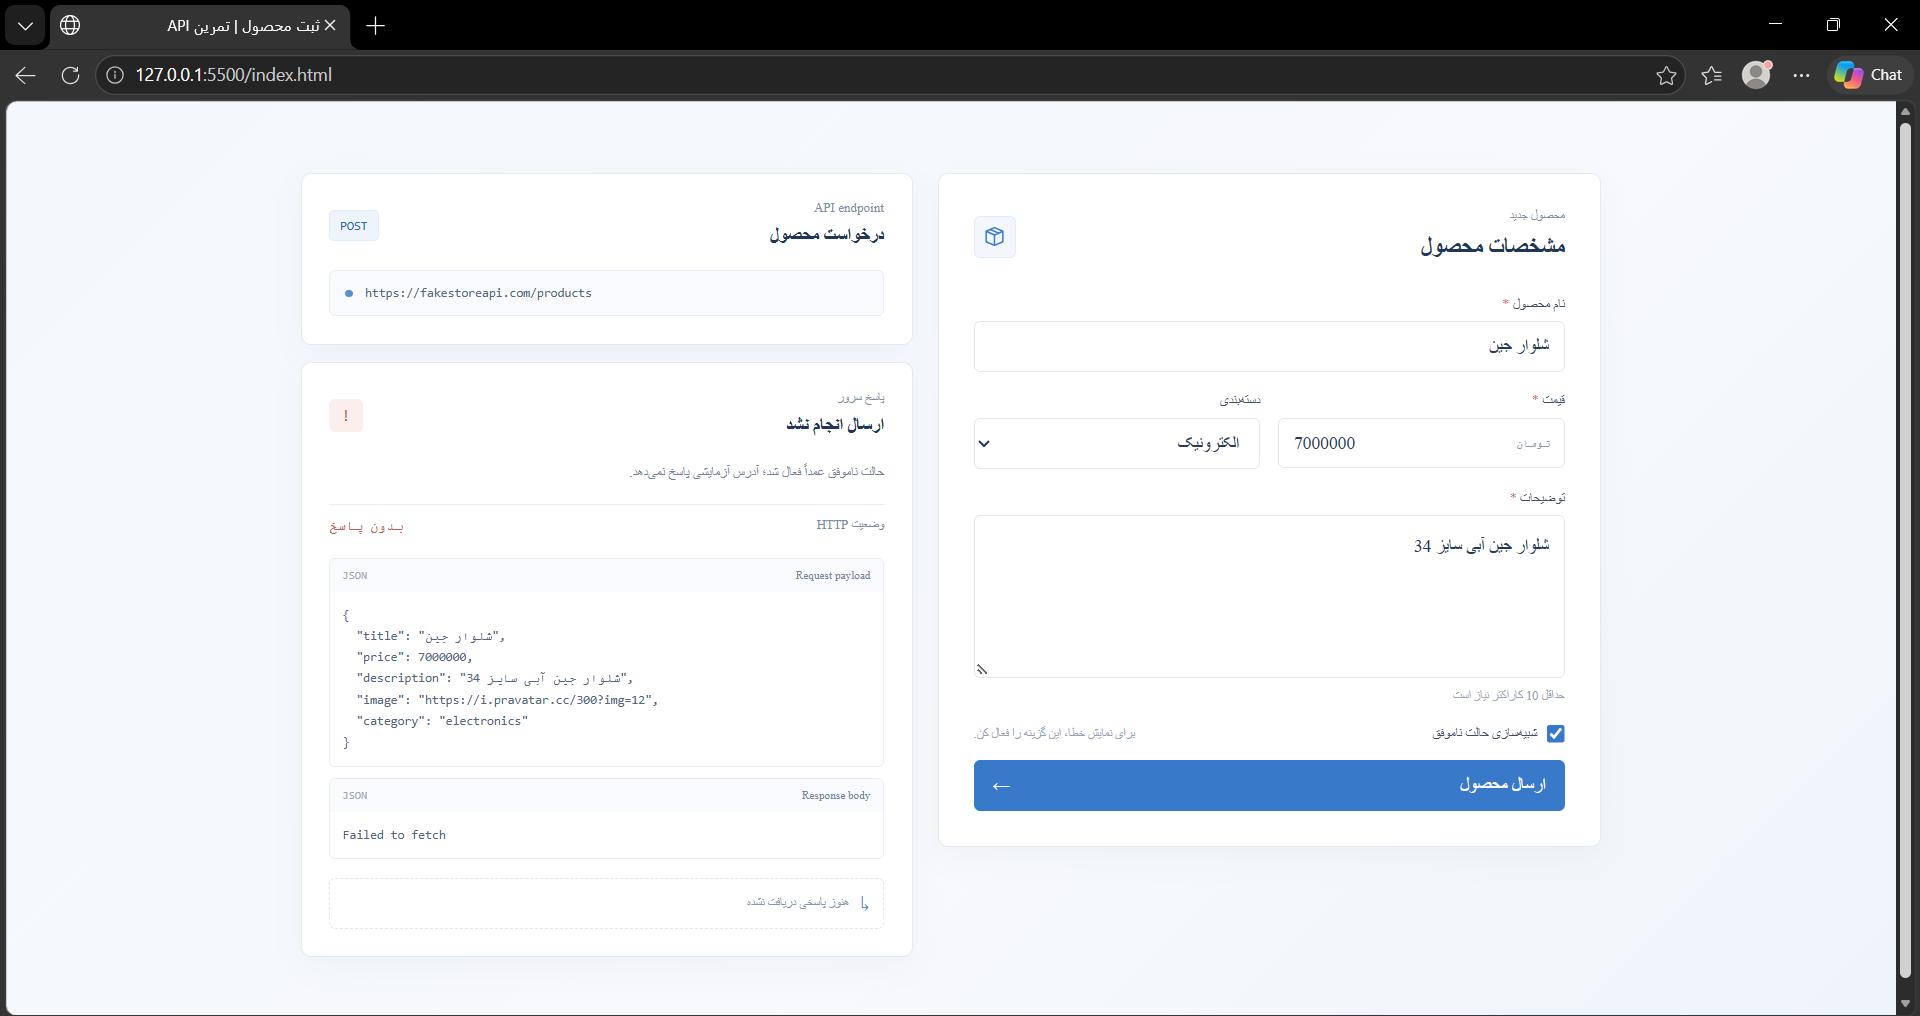 ثبت محصول | تمرین API
127.0.0.1:5500/index.html
Chat
محصول جدید
مشخصات محصول
نام محصول *
شلوار جین
قیمت *
دسته‌بندی
تومان
7000000
الکترونیک
توضیحات *
شلوار جین آبی سایز 34
حداقل 10 کاراکتر نیاز است
شبیه‌سازی حالت ناموفق
برای نمایش خطا، این گزینه را فعال کن.
ارسال محصول ←
API endpoint
درخواست محصول
POST
https://fakestoreapi.com/products
پاسخ سرور
ارسال انجام نشد
!
حالت ناموفق عمداً فعال شد؛ آدرس آزمایشی پاسخ نمی‌دهد.
وضعیت HTTP
بدون پاسخ
Request payload
JSON
{
"title": "شلوار جین",
"price": 7000000,
"description": "شلوار جین آبی سایز 34",
"image": "https://i.pravatar.cc/300?img=12",
"category": "electronics"
}
Response body
JSON
Failed to fetch
هنوز پاسخی دریافت نشده